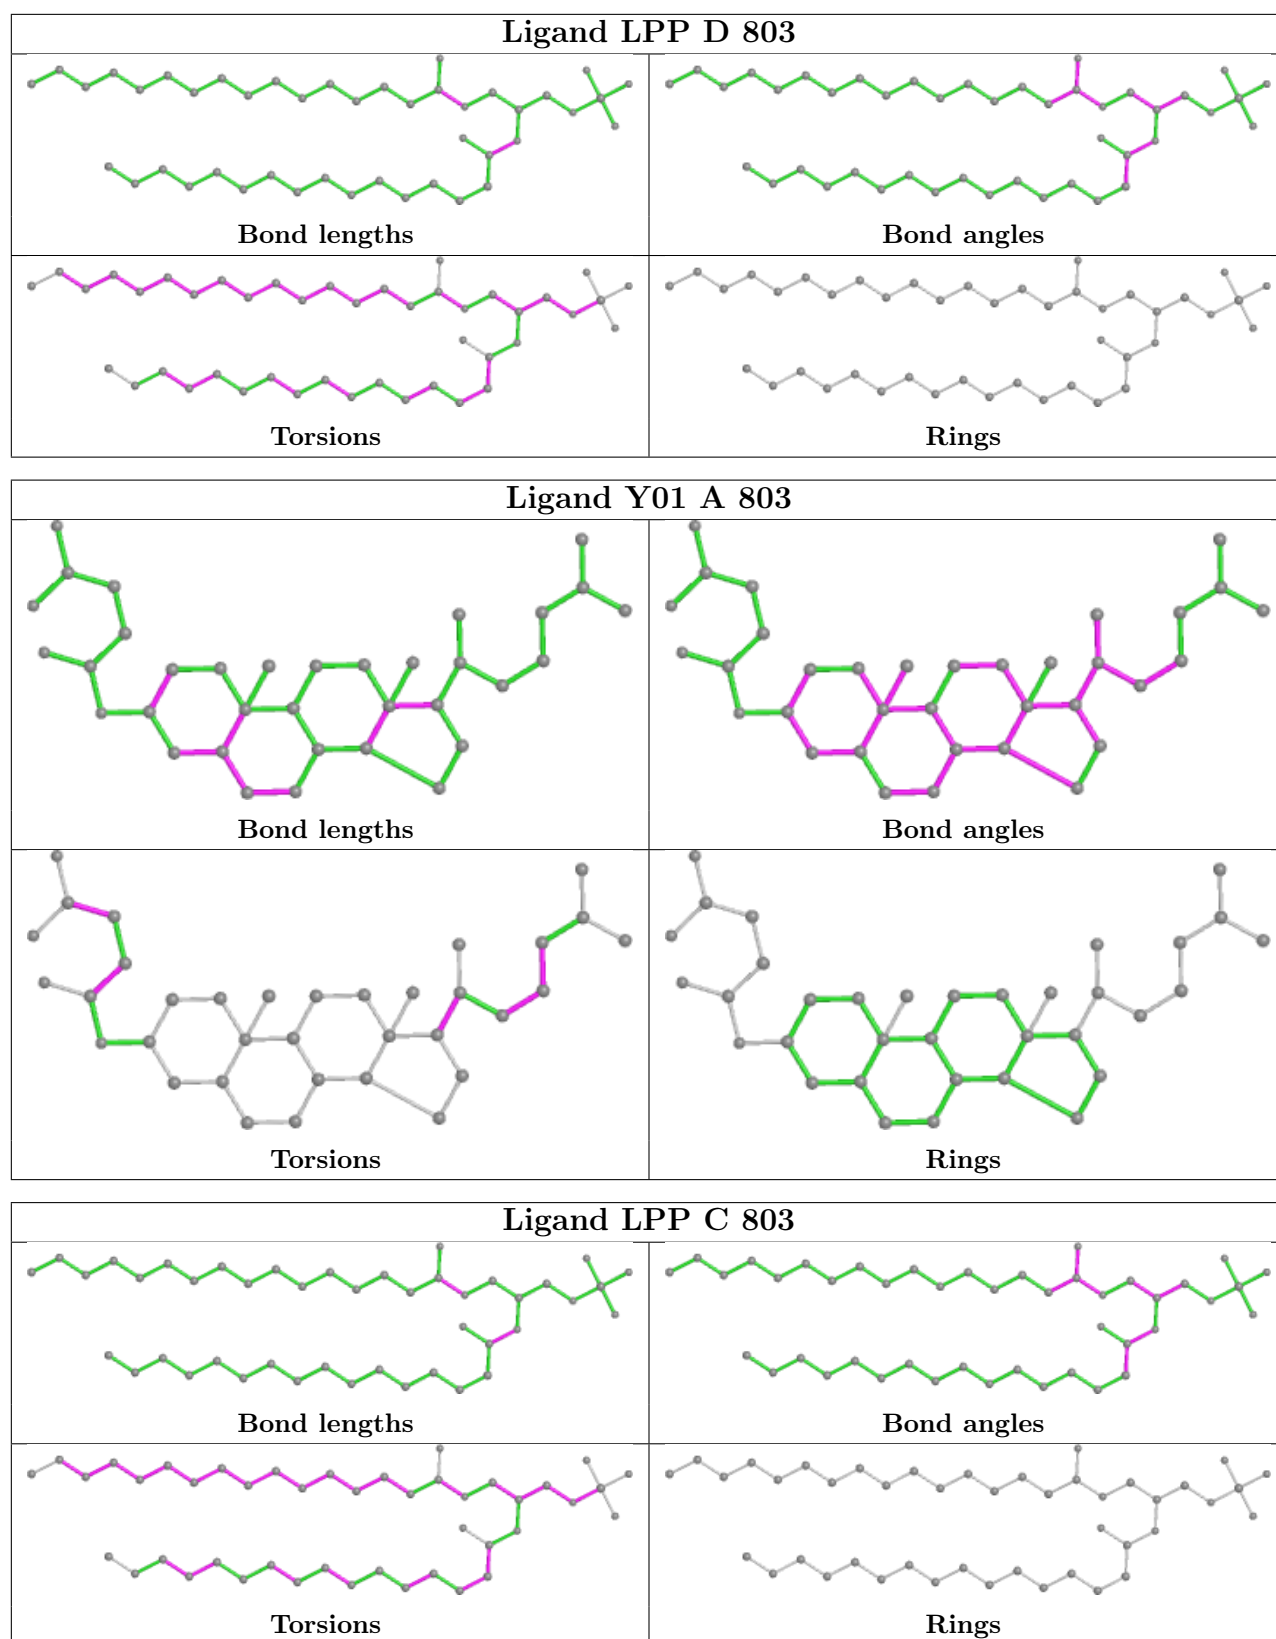 Ligand LPP D 803
Bond lengths
Bond angles
Torsions
Rings
Ligand Y01 A 803
Bond lengths
Bond angles
Torsions
Rings
Ligand LPP C 803
Bond lengths
Bond angles
Torsions
Rings